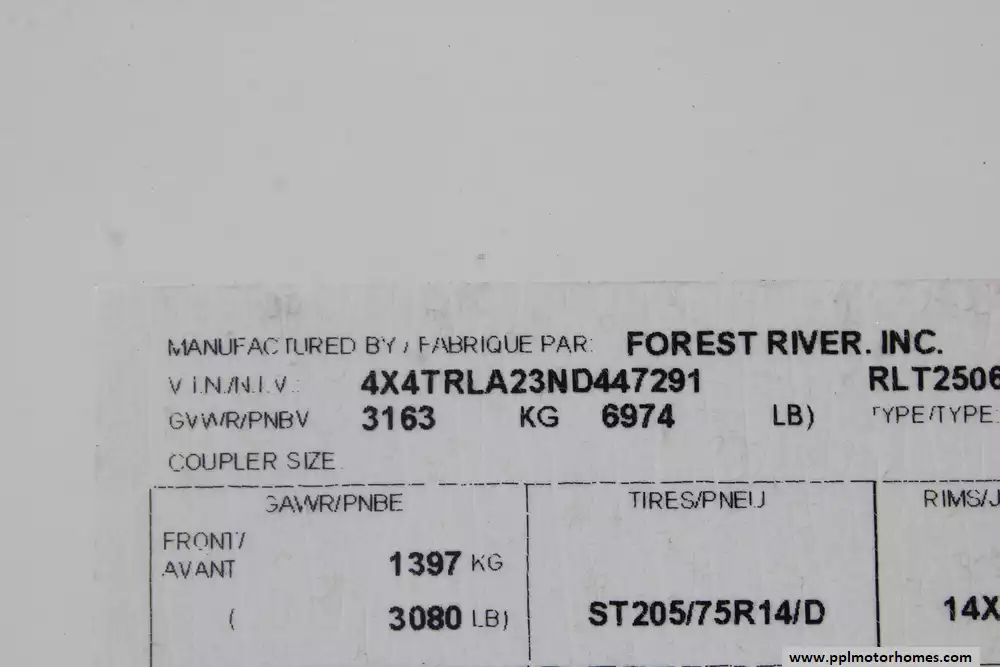 MANUFACTURED BY / FABRIQUE PAR: FOREST RIVER. INC.
V.I.N./N.I.V.: 4X4TRLA23ND447291 RLT2506
GVWR/PNBV 3163 KG 6974 LB) TYPE/TYPE:
COUPLER SIZE
GAWR/PNBE TIRES/PNEU RIMS/J
FRONT/
AVANT 1397 KG
( 3080 LB) ST205/75R14/D 14X
www.pplmotorhomes.com